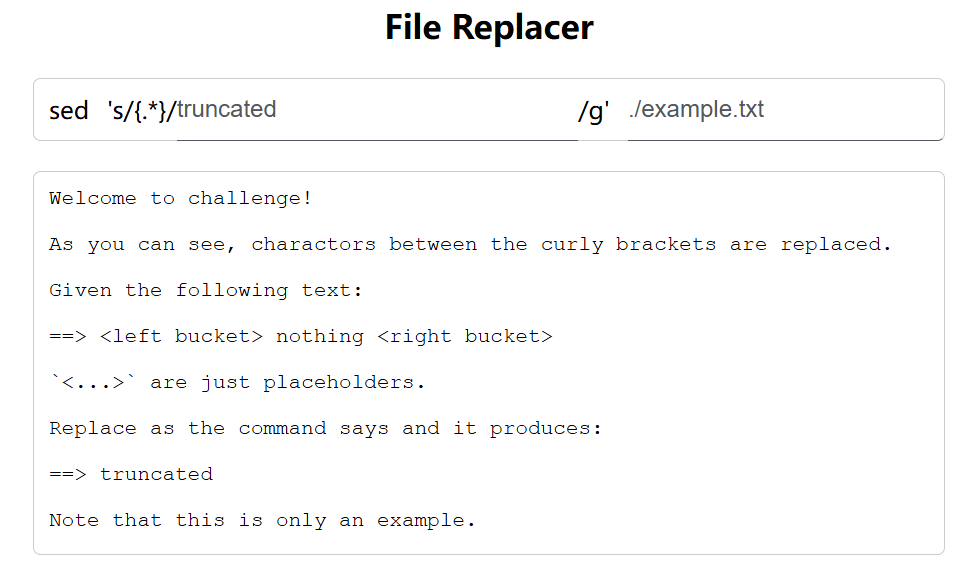 File Replacer
sed 's/{.*}/truncated /g' ./example.txt
Welcome to challenge!
As you can see, charactors between the curly brackets are replaced.
Given the following text:
==> <left bucket> nothing <right bucket>
`<...>` are just placeholders.
Replace as the command says and it produces:
==> truncated
Note that this is only an example.